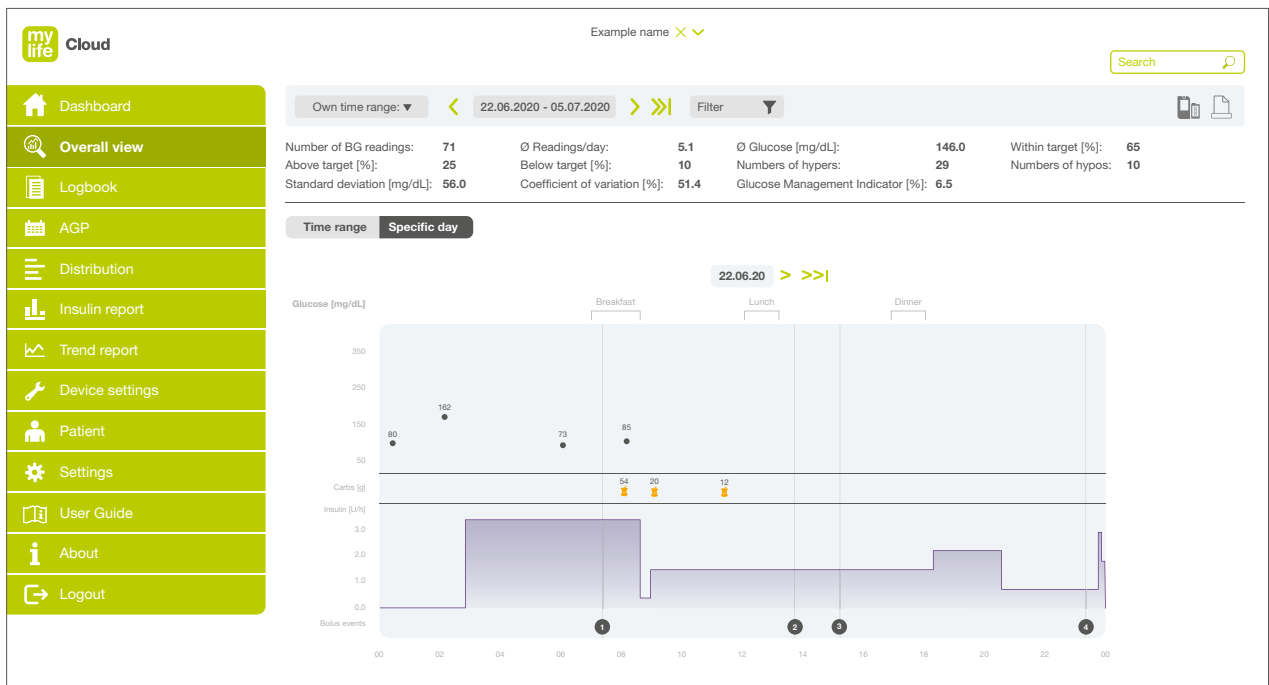 my
life
Cloud
Example name
Search
Dashboard
Overall view
Logbook
AGP
Distribution
Insulin report
Trend report
Device settings
Patient
Settings
User Guide
About
Logout
Own time range: ▼
22.06.2020 - 05.07.2020
Filter
Number of BG readings: 71 Ø Readings/day: 5.1 Ø Glucose [mg/dL]: 146.0 Within target [%]: 65
Above target [%]: 25 Below target [%]: 10 Numbers of hypers: 29 Numbers of hypos: 10
Standard deviation [mg/dL]: 56.0 Coefficient of variation [%]: 51.4 Glucose Management Indicator [%]: 6.5
Time range Specific day
22.06.20 > >>|
Glucose [mg/dL] Breakfast Lunch Dinner
350
250
162
150
80 73 85
50
Carbs [g] 54 20 12
Insulin [U/h]
3.0
2.0
1.0
0.0
Bolus events 1 2 3 4
00 02 04 06 08 10 12 14 16 18 20 22 00